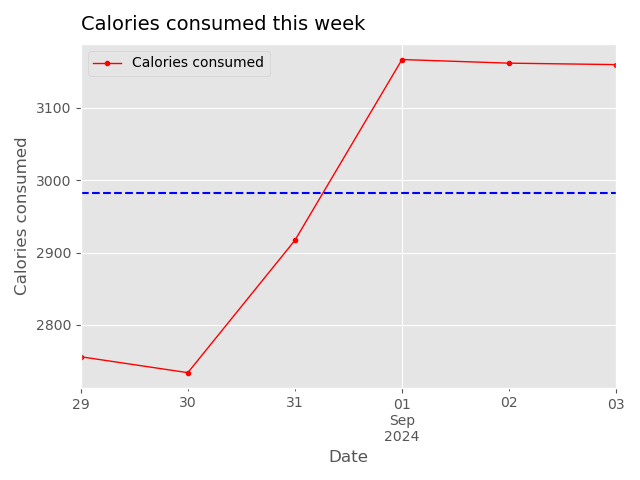 Calories consumed this week
Calories consumed
3100
3000
2900
2800
Calories consumed
29 30 31 01 02 03
Sep
2024
Date